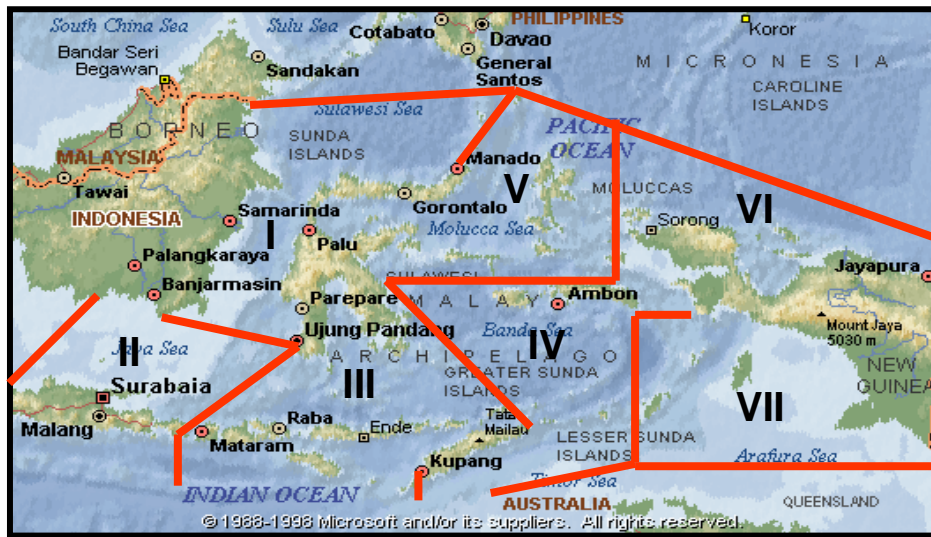 South China Sea
Sulu Sea
Cotabato
PHILIPPINES
Davao
Koror
Bandar Seri
Begawan
Sandakan
General
Santos
MICRONESIA
CAROLINE
ISLANDS
Sulawesi Sea
BORNEO
SUNDA
ISLANDS
PACIFIC
OCEAN
MALAYSIA
Manado
V
Tawai
MOLUCCAS
VI
INDONESIA
Samarinda
Gorontalo
Sorong
I
Palu
Molucca Sea
Palangkaraya
SULAWESI
Jayapura
Banjarmasin
Parepare
MALAY
Ambon
Mount Jaya
5030 m
Ujung Pandang
Banda Sea
IV
Java Sea
II
ARCHIPELAGO
NEW
GUINEA
Surabaia
III
GREATER SUNDA
ISLANDS
VII
Malang
Raba
Ende
Tata
Mailau
Mataram
LESSER SUNDA
ISLANDS
Arafura Sea
Kupang
Timor Sea
INDIAN OCEAN
AUSTRALIA
QUEENSLAND
© 1988-1998 Microsoft and/or its suppliers. All rights reserved.